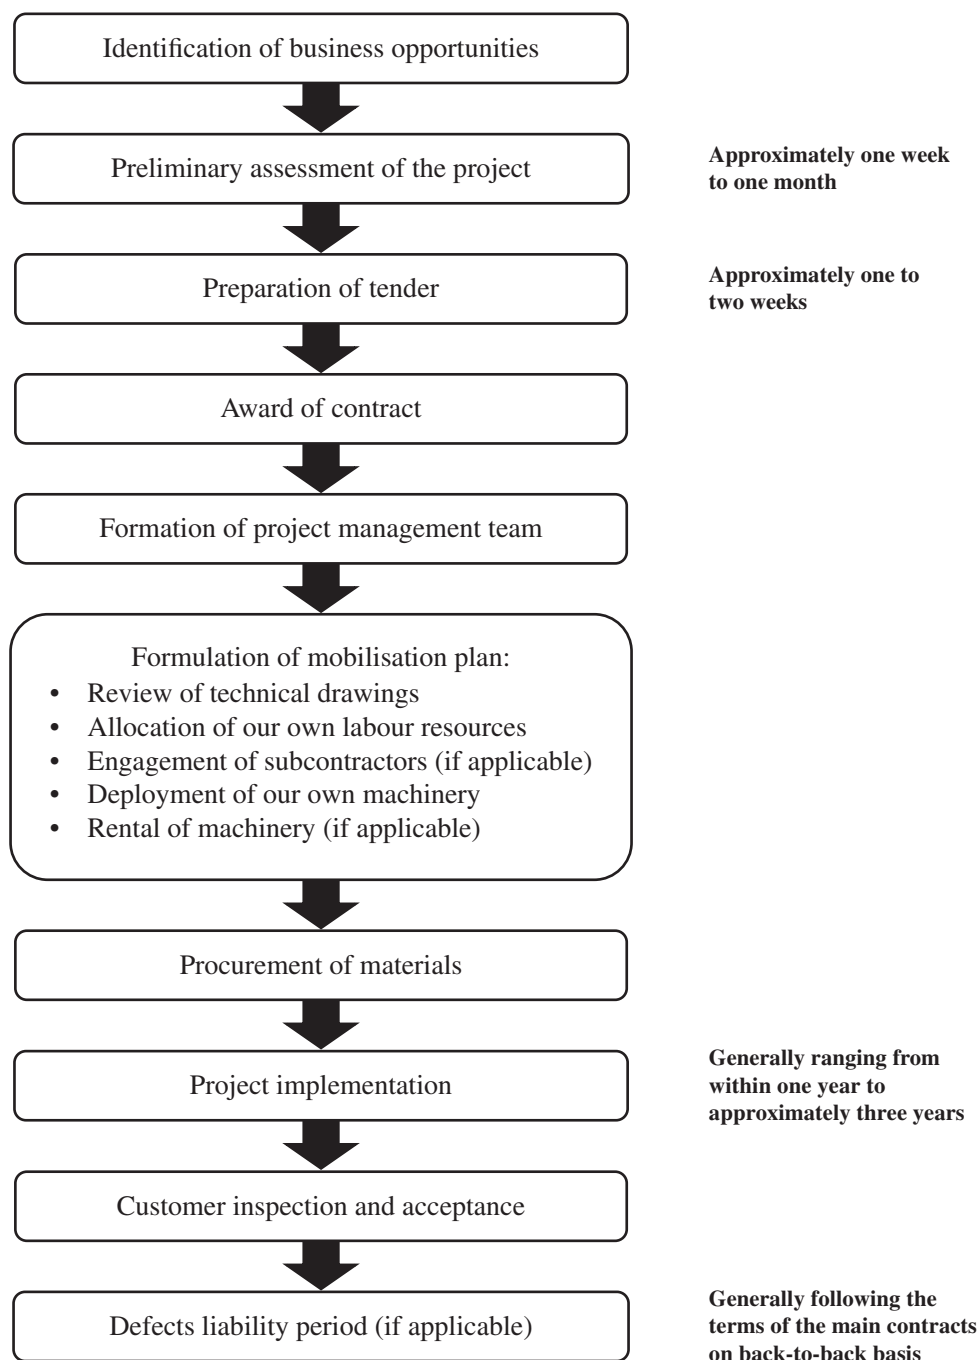 Identification of business opportunities
Preliminary assessment of the project
Approximately one week
to one month
Preparation of tender
Approximately one to
two weeks
Award of contract
Formation of project management team
Formulation of mobilisation plan:
• Review of technical drawings
• Allocation of our own labour resources
• Engagement of subcontractors (if applicable)
• Deployment of our own machinery
• Rental of machinery (if applicable)
Procurement of materials
Project implementation
Generally ranging from
within one year to
approximately three years
Customer inspection and acceptance
Defects liability period (if applicable)
Generally following the
terms of the main contracts
on back-to-back basis